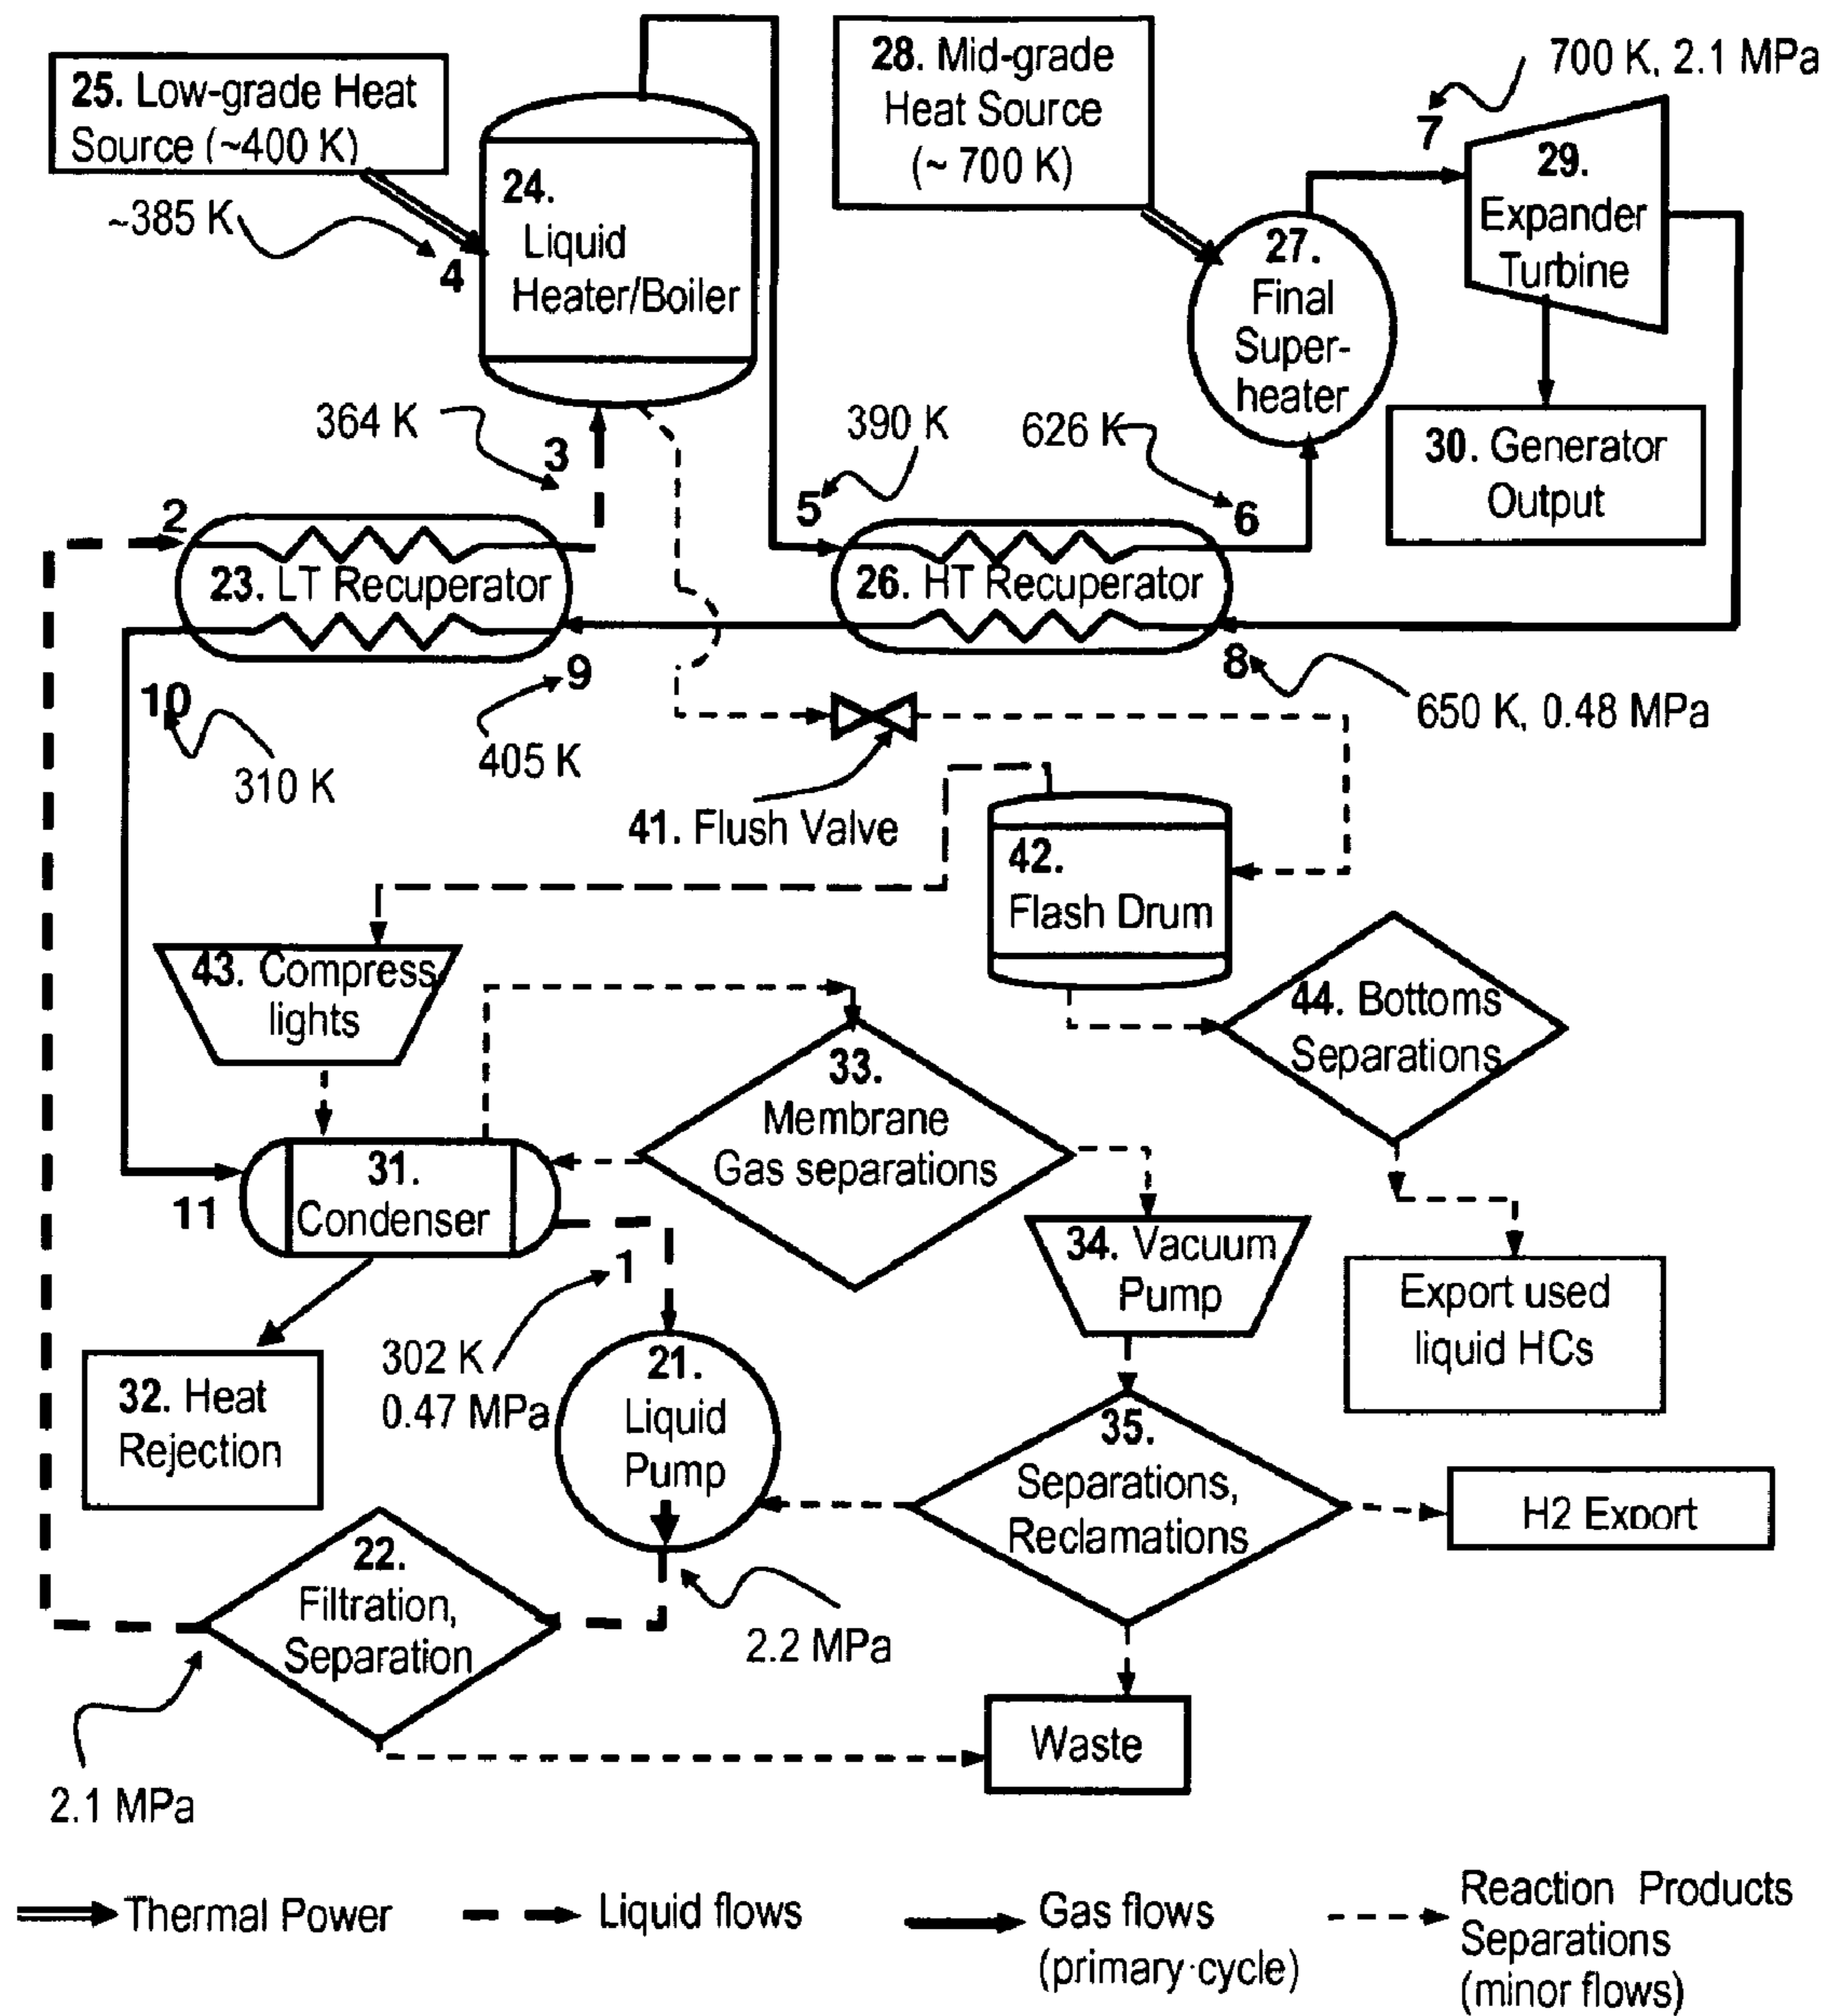 25. Low-grade Heat
Source (~400 K)
28. Mid-grade
Heat Source
(~ 700 K)
700 K, 2.1 MPa
7
29.
Expander
Turbine
~385 K
4
24.
Liquid
Heater/Boiler
27.
Final
Super-
heater
364 K
3
390 K
5
626 K
6
30. Generator
Output
2
23. LT Recuperator
26. HT Recuperator
10
310 K
9
405 K
8
650 K, 0.48 MPa
41. Flush Valve
42.
Flash Drum
43. Compress
lights
44. Bottoms
Separations
33.
Membrane
Gas separations
11
31.
Condenser
1
34. Vacuum
Pump
Export used
liquid HCs
302 K
0.47 MPa
32. Heat
Rejection
21.
Liquid
Pump
35.
Separations,
Reclamations
H2 Export
22.
Filtration,
Separation
2.2 MPa
2.1 MPa
Waste
Thermal Power
Liquid flows
Gas flows
(primary cycle)
Reaction Products
Separations
(minor flows)